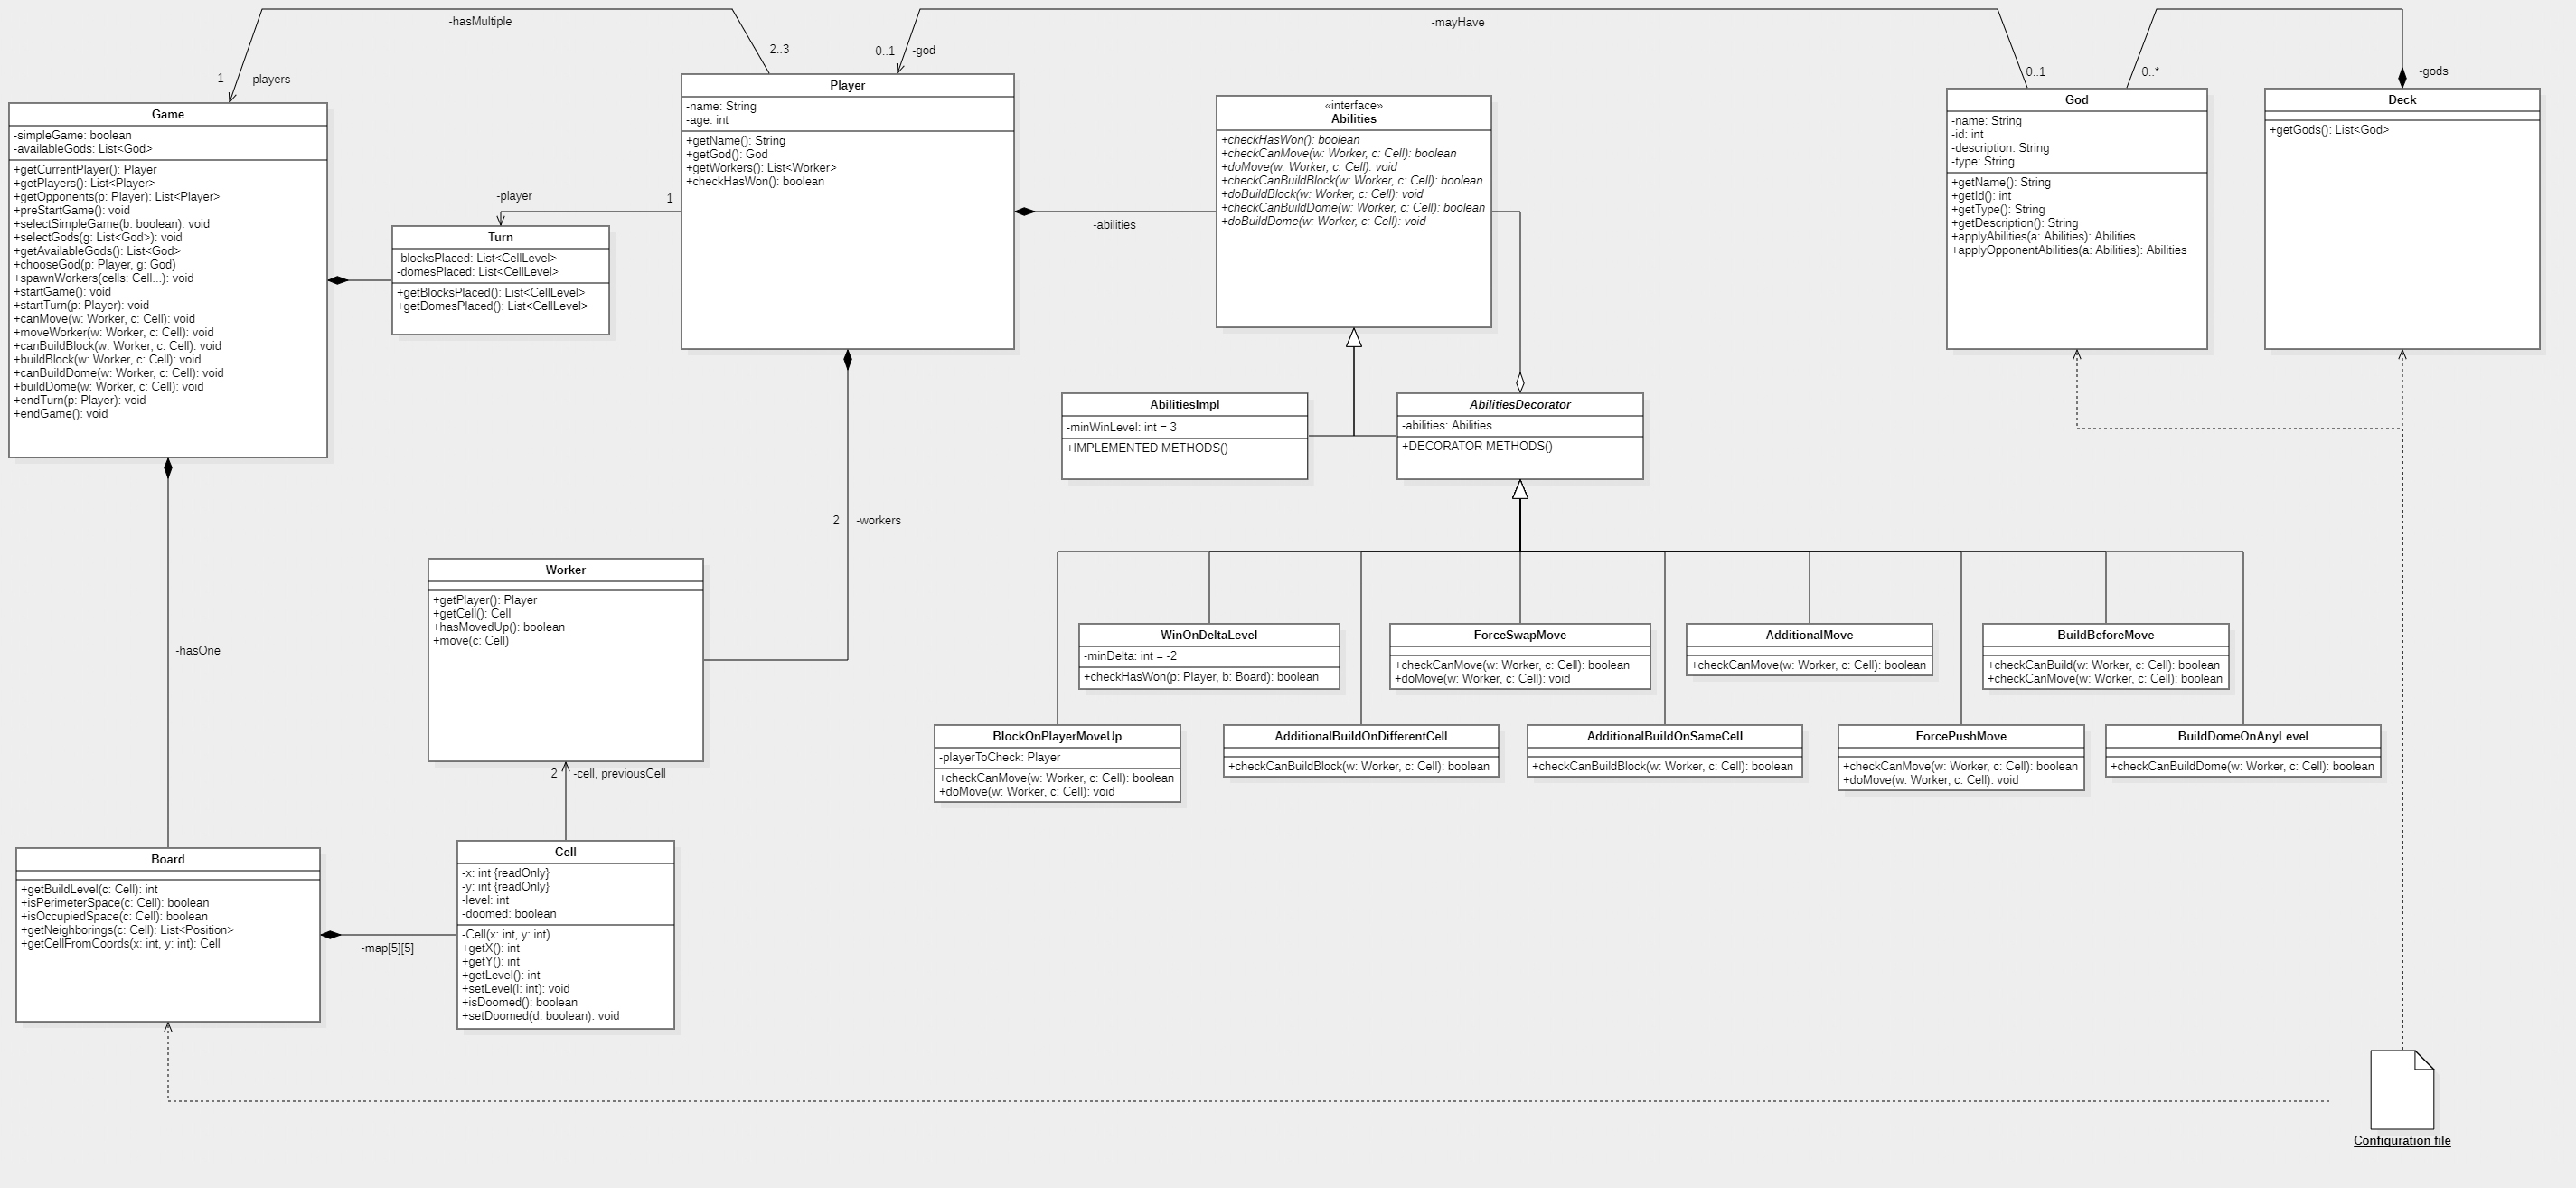 -hasMultiple
2..3
1
-players
-mayHave
0..1
-god
0..1
0..*
-gods
Game
-simpleGame: boolean
-availableGods: List<God>
+getCurrentPlayer(): Player
+getPlayers(): List<Player>
+getOpponents(p: Player): List<Player>
+preStartGame(): void
+selectSimpleGame(b: boolean): void
+selectGods(g: List<God>): void
+getAvailableGods(): List<God>
+chooseGod(p: Player, g: God)
+spawnWorkers(cells: Cell...): void
+startGame(): void
+startTurn(p: Player): void
+canMove(w: Worker, c: Cell): void
+moveWorker(w: Worker, c: Cell): void
+canBuildBlock(w: Worker, c: Cell): void
+buildBlock(w: Worker, c: Cell): void
+canBuildDome(w: Worker, c: Cell): void
+buildDome(w: Worker, c: Cell): void
+endTurn(p: Player): void
+endGame(): void
-player
1
Turn
-blocksPlaced: List<CellLevel>
-domesPlaced: List<CellLevel>
+getBlocksPlaced(): List<CellLevel>
+getDomesPlaced(): List<CellLevel>
Player
-name: String
-age: int
+getName(): String
+getGod(): God
+getWorkers(): List<Worker>
+checkHasWon(): boolean
-abilities
«interface»
Abilities
+checkHasWon(): boolean
+checkCanMove(w: Worker, c: Cell): boolean
+doMove(w: Worker, c: Cell): void
+checkCanBuildBlock(w: Worker, c: Cell): boolean
+doBuildBlock(w: Worker, c: Cell): void
+checkCanBuildDome(w: Worker, c: Cell): boolean
+doBuildDome(w: Worker, c: Cell): void
God
-name: String
-id: int
-description: String
-type: String
+getName(): String
+getId(): int
+getType(): String
+getDescription(): String
+applyAbilities(a: Abilities): Abilities
+applyOpponentAbilities(a: Abilities): Abilities
Deck
+getGods(): List<God>
AbilitiesImpl
-minWinLevel: int = 3
+IMPLEMENTED METHODS()
AbilitiesDecorator
-abilities: Abilities
+DECORATOR METHODS()
2
-workers
Worker
+getPlayer(): Player
+getCell(): Cell
+hasMovedUp(): boolean
+move(c: Cell)
-hasOne
2
-cell, previousCell
WinOnDeltaLevel
-minDelta: int = -2
+checkHasWon(p: Player, b: Board): boolean
ForceSwapMove
+checkCanMove(w: Worker, c: Cell): boolean
+doMove(w: Worker, c: Cell): void
AdditionalMove
+checkCanMove(w: Worker, c: Cell): boolean
BuildBeforeMove
+checkCanBuild(w: Worker, c: Cell): boolean
+checkCanMove(w: Worker, c: Cell): boolean
BlockOnPlayerMoveUp
-playerToCheck: Player
+checkCanMove(w: Worker, c: Cell): boolean
+doMove(w: Worker, c: Cell): void
AdditionalBuildOnDifferentCell
+checkCanBuildBlock(w: Worker, c: Cell): boolean
AdditionalBuildOnSameCell
+checkCanBuildBlock(w: Worker, c: Cell): boolean
ForcePushMove
+checkCanMove(w: Worker, c: Cell): boolean
+doMove(w: Worker, c: Cell): void
BuildDomeOnAnyLevel
+checkCanBuildDome(w: Worker, c: Cell): boolean
Board
+getBuildLevel(c: Cell): int
+isPerimeterSpace(c: Cell): boolean
+isOccupiedSpace(c: Cell): boolean
+getNeighborings(c: Cell): List<Position>
+getCellFromCoords(x: int, y: int): Cell
-map[5][5]
Cell
-x: int {readOnly}
-y: int {readOnly}
-level: int
-doomed: boolean
-Cell(x: int, y: int)
+getX(): int
+getY(): int
+getLevel(): int
+setLevel(l: int): void
+isDoomed(): boolean
+setDoomed(d: boolean): void
Configuration file